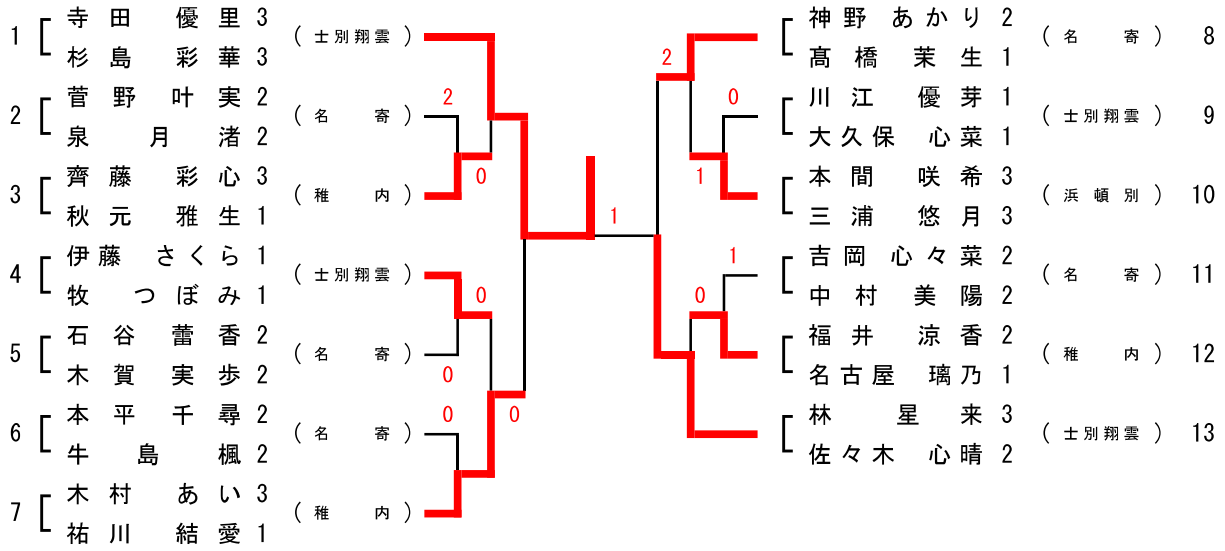 1 寺田 優里 3 (士別翔雲)
杉島 彩華 3
2 菅野 叶実 2 (名寄) 2
泉 月渚 2
3 齊藤 彩心 3 (稚内) 0
秋元 雅生 1
4 伊藤 さくら 1 (士別翔雲) 0
牧 つぼみ 1
5 石谷 蕾香 2 (名寄) 0
木賀 実歩 2
6 本平 千尋 2 (名寄) 0 0
牛島 楓 2
7 木村 あい 3 (稚内)
祐川 結愛 1
1
2 神野 あかり 2 (名寄) 8
髙橋 茉生 1
0 川江 優芽 1 (士別翔雲) 9
大久保 心菜 1
1 本間 咲希 3 (浜頓別) 10
三浦 悠月 3
1 吉岡 心々菜 2 (名寄) 11
中村 美陽 2
0 福井 涼香 2 (稚内) 12
名古屋 璃乃 1
林 星来 3 (士別翔雲) 13
佐々木 心晴 2